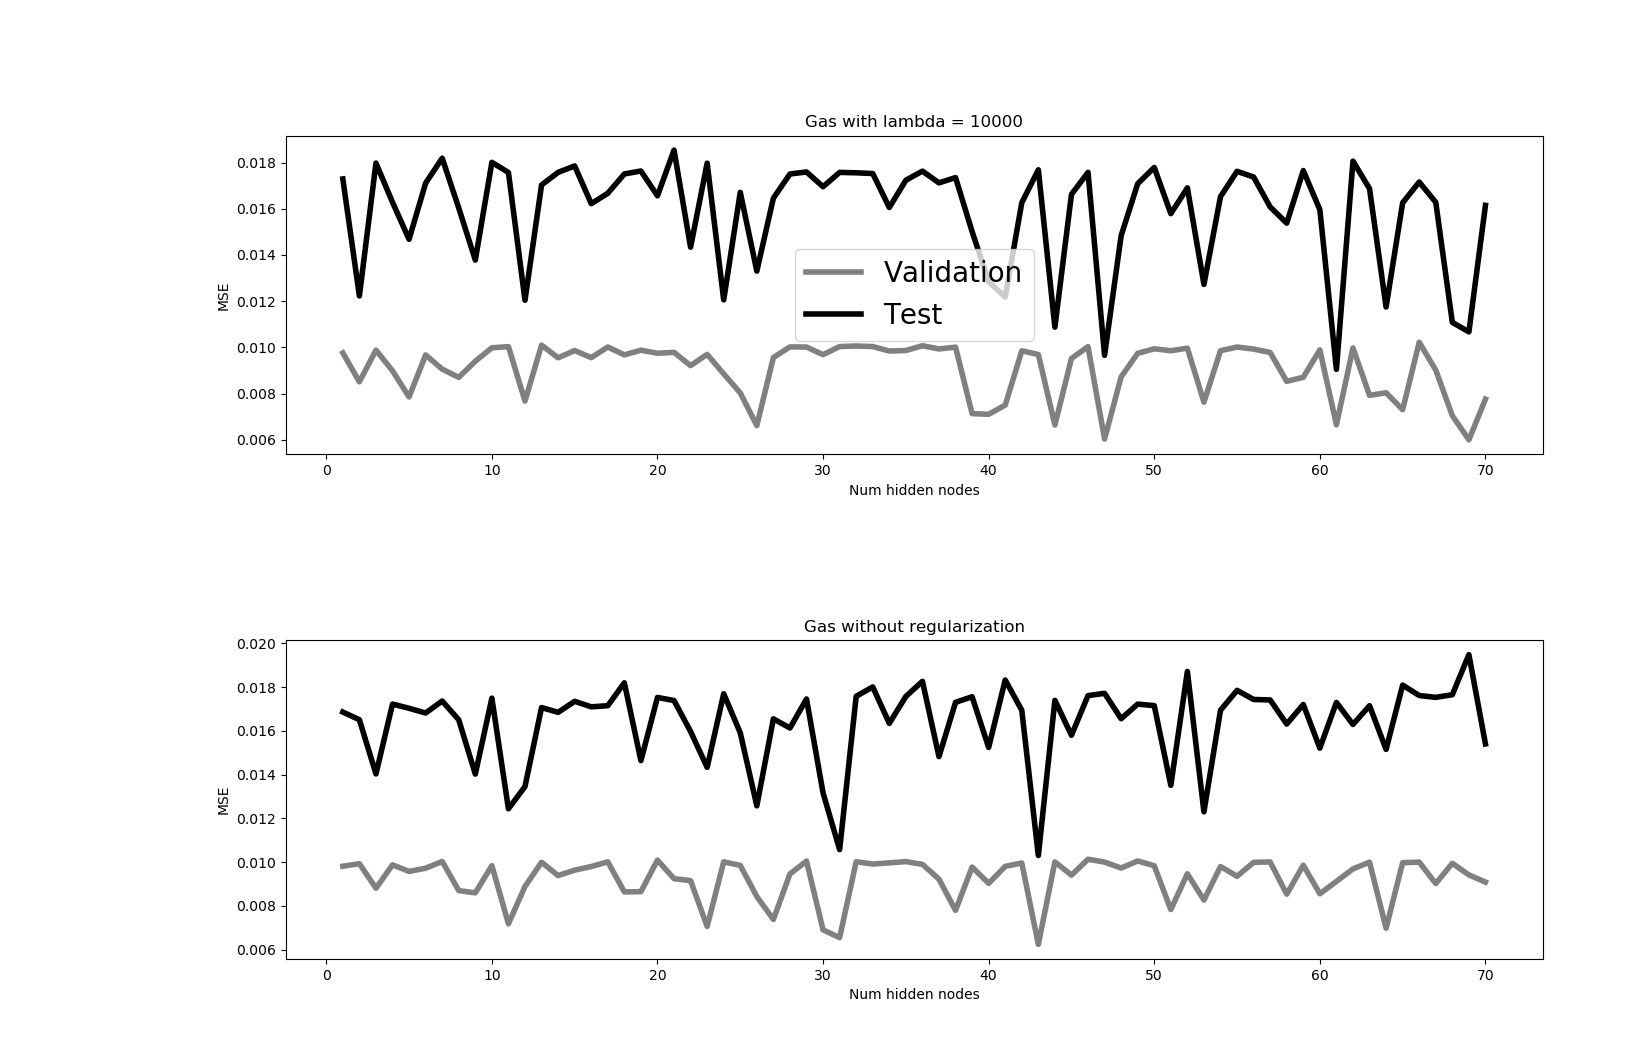 Gas with lambda = 10000
0.018
0.016
0.014
0.012
0.010
0.008
0.006
MSE
Validation
Test
0 10 20 30 40 50 60 70
Num hidden nodes
Gas without regularization
0.020
0.018
0.016
0.014
0.012
0.010
0.008
0.006
MSE
0 10 20 30 40 50 60 70
Num hidden nodes